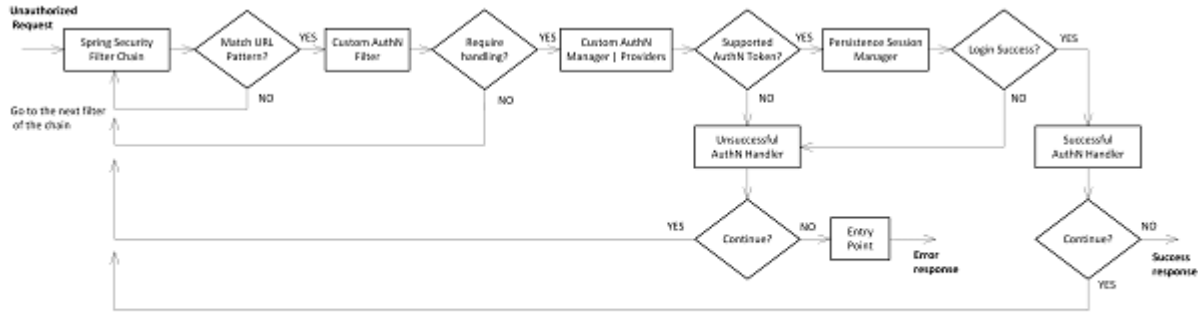 Unauthorized
Request
Spring Security
Filter Chain
Match URL
Pattern?
YES
Custom AuthN
Filter
Require
handling?
YES
Custom AuthN
Manager | Providers
Supported
AuthN Token?
YES
Persistence Session
Manager
Login Success?
YES
NO
NO
NO
NO
Go to the next filter
of the chain
Unsuccessful
AuthN Handler
Successful
AuthN Handler
YES
Continue?
NO
Entry
Point
Error
response
Continue?
NO
Success
response
YES